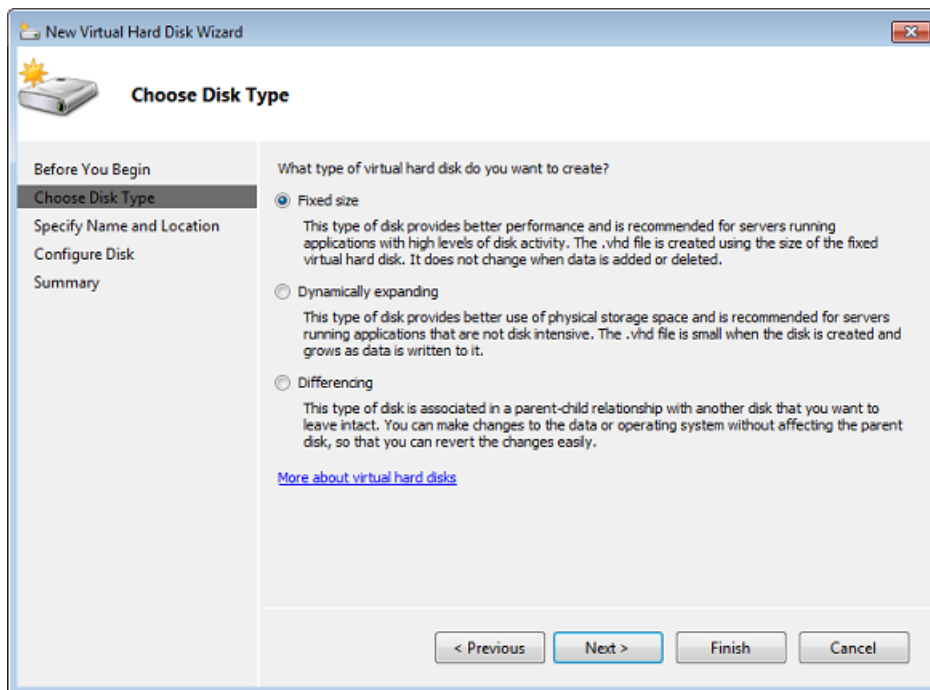 New Virtual Hard Disk Wizard
Choose Disk Type
Before You Begin
Choose Disk Type
Specify Name and Location
Configure Disk
Summary
What type of virtual hard disk do you want to create?
Fixed size
This type of disk provides better performance and is recommended for servers running
applications with high levels of disk activity. The .vhd file is created using the size of the fixed
virtual hard disk. It does not change when data is added or deleted.
Dynamically expanding
This type of disk provides better use of physical storage space and is recommended for servers
running applications that are not disk intensive. The .vhd file is small when the disk is created and
grows as data is written to it.
Differencing
This type of disk is associated in a parent-child relationship with another disk that you want to
leave intact. You can make changes to the data or operating system without affecting the parent
disk, so that you can revert the changes easily.
More about virtual hard disks
< Previous
Next >
Finish
Cancel